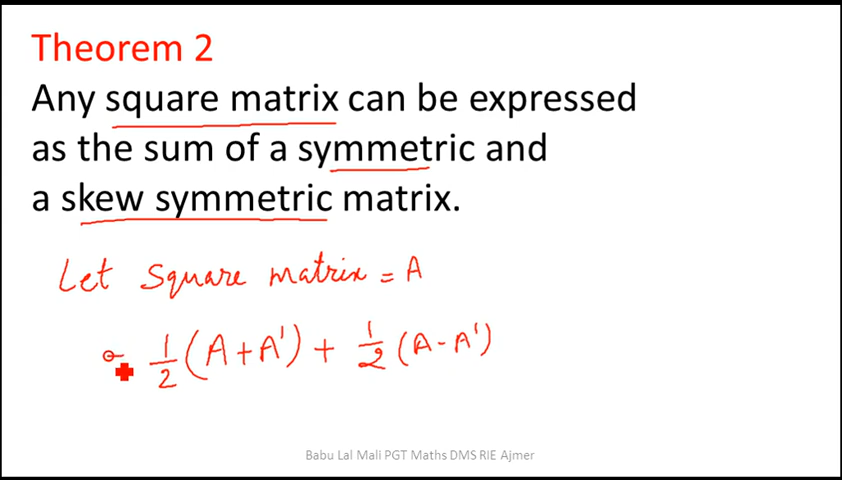 Theorem 2
Any square matrix can be expressed
as the sum of a symmetric and
a skew symmetric matrix.
Let Square matrix = A
= 1/2 (A+A') + 1/2 (A-A')
Babu Lal Mali PGT Maths DMS RIE Ajmer